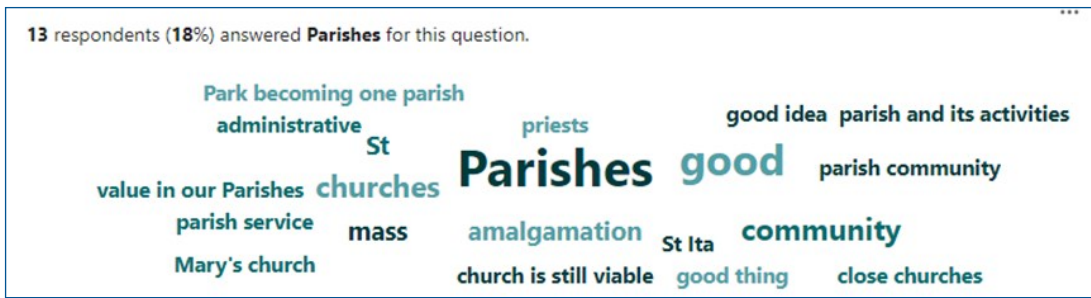 13 respondents (18%) answered Parishes for this question.
Park becoming one parish
good idea parish and its activities
administrative
priests
St
Parishes
good
parish community
value in our Parishes
churches
parish service
mass
amalgamation
community
St Ita
Mary's church
church is still viable
good thing
close churches